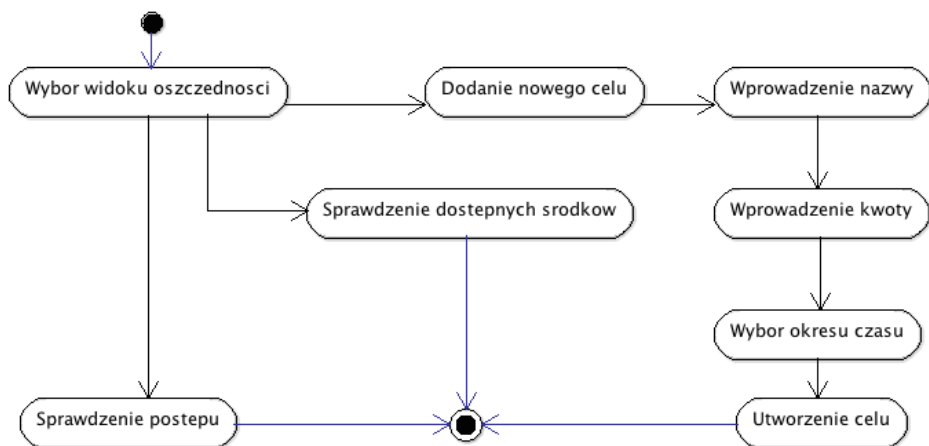 Wybor widoku oszczednosci
Dodanie nowego celu
Wprowadzenie nazwy
Sprawdzenie dostepnych srodkow
Wprowadzenie kwoty
Wybor okresu czasu
Sprawdzenie postepu
Utworzenie celu